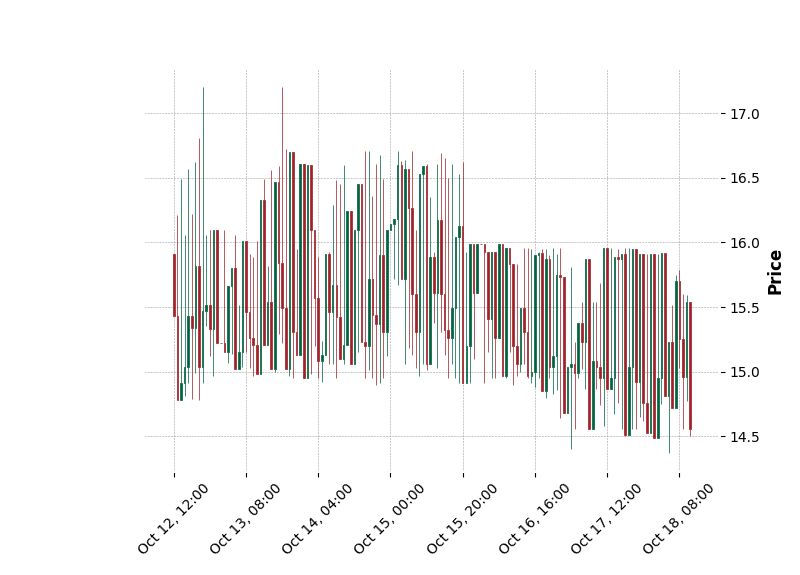 17.0
16.5
16.0
15.5
15.0
14.5
Price
Oct 12, 12:00
Oct 13, 08:00
Oct 14, 04:00
Oct 15, 00:00
Oct 15, 20:00
Oct 16, 16:00
Oct 17, 12:00
Oct 18, 08:00